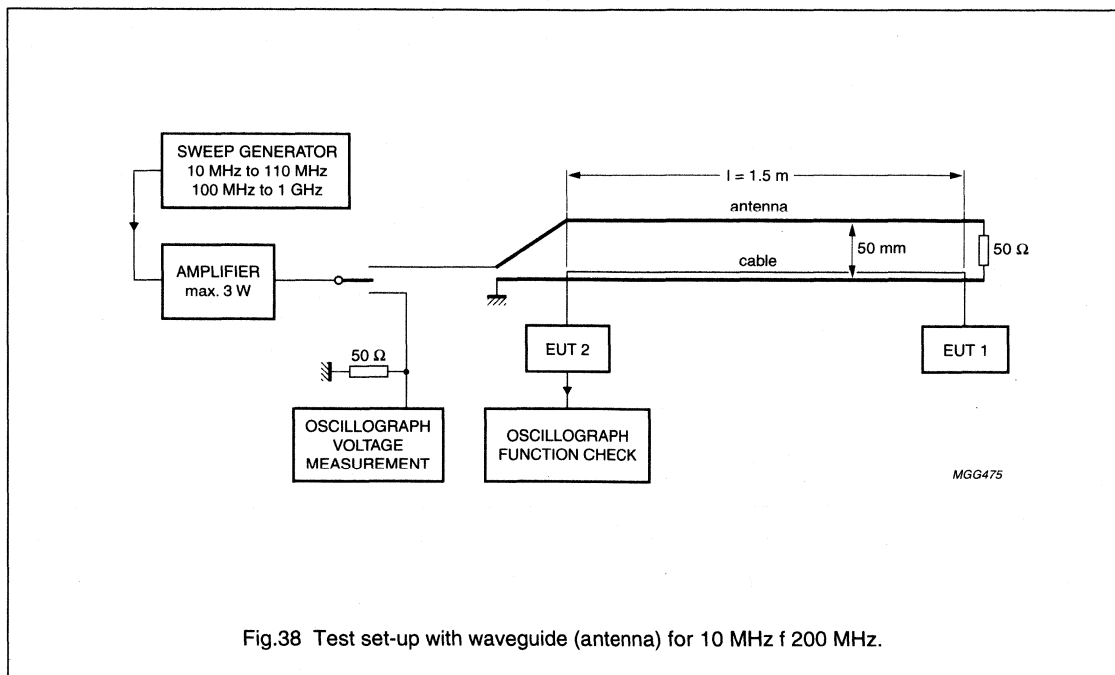 SWEEP GENERATOR
10 MHz to 110 MHz
100 MHz to 1 GHz
AMPLIFIER
max. 3 W
l = 1.5 m
antenna
50 mm
50 Ω
cable
EUT 2
EUT 1
50 Ω
OSCILLOGRAPH
VOLTAGE
MEASUREMENT
OSCILLOGRAPH
FUNCTION CHECK
MGG475
Fig.38 Test set-up with waveguide (antenna) for 10 MHz f 200 MHz.